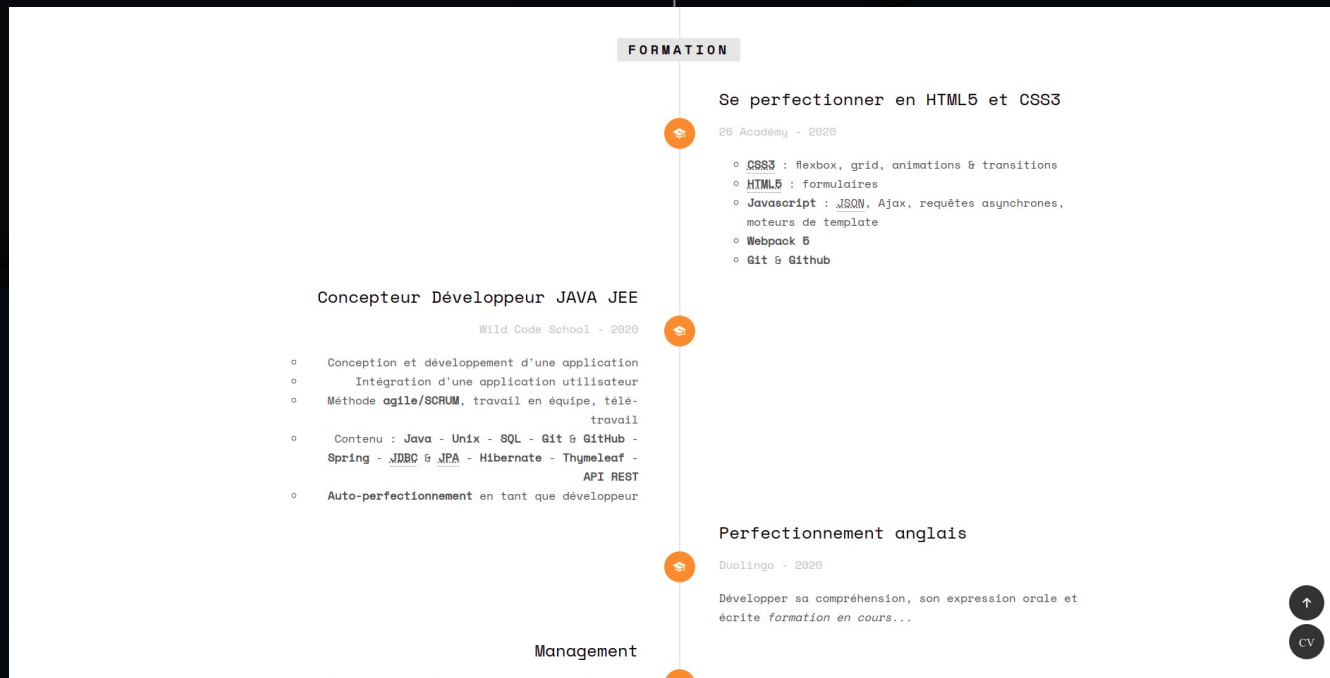 FORMATION
Se perfectionner en HTML5 et CSS3
26 Académy - 2020
CSS3 : flexbox, grid, animations & transitions
HTML5 : formulaires
Javascript : JSON, Ajax, requêtes asynchrones,
moteurs de template
Webpack 5
Git & Github
Concepteur Développeur JAVA JEE
Wild Code School - 2020
Conception et développement d'une application
Intégration d'une application utilisateur
Méthode agile/SCRUM, travail en équipe, télé-
travail
Contenu : Java - Unix - SQL - Git & GitHub -
Spring - JDBC & JPA - Hibernate - Thymeleaf -
API REST
Auto-perfectionnement en tant que développeur
Perfectionnement anglais
Duolingo - 2020
Développer sa compréhension, son expression orale et
écrite formation en cours...
Management
CV